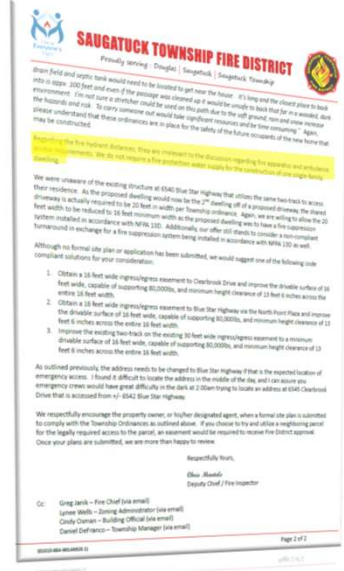 SAUGATUCK TOWNSHIP FIRE DISTRICT
Proudly serving : Douglas | Saugatuck | Saugatuck Township
drain field and septic tank would need to be located to get near the house. It's long and the closest place to back
into is appx. 300 feet and even if the passage was cleaned up it would be unsafe to back that far in a wooded, dark
environment. I'm not sure a stretcher could be used on this path due to the soft ground, rain and snow increase
the hazards and risk. To carry someone out would take significant resources and be time consuming." Again,
please understand that these ordinances are in place for the safety of the future occupants of the new home that
may be constructed.
Regarding the fire hydrant distances, they are irrelevant to the discussion regarding fire apparatus and ambulance
access requirements. We do not require a fire protection water supply for the construction of one single family
dwelling.
We were unaware of the existing structure at 6540 Blue Star Highway that utilizes the same two-track to access
their residence. As the proposed dwelling would now be the 2nd dwelling off of a proposed driveway, the shared
driveway is actually required to be 20 feet in width per Township ordinance. Again, we are willing to allow the 20
feet width to be reduced to 16 feet minimum width as the proposed dwelling was to have a fire suppression
system installed in accordance with NFPA 13D. Additionally, our offer still stands to consider a non-compliant
turnaround in exchange for a fire suppression system being installed in accordance with NFPA 13D as well.
Although no formal site plan or application has been submitted, we would suggest one of the following code
compliant solutions for your consideration:
1. Obtain a 16 feet wide ingress/egress easement to Clearbrook Drive and improve the drivable surface of 16
feet wide, capable of supporting 80,000lbs, and minimum height clearance of 13 feet 6 inches across the
entire 16 feet width.
2. Obtain a 16 feet wide ingress/egress easement to Blue Star Highway via the North Point Place and improve
the drivable surface of 16 feet wide, capable of supporting 80,000lbs, and minimum height clearance of 13
feet 6 inches across the entire 16 feet width.
3. Improve the existing two-track on the existing 30 feet wide ingress/egress easement to a minimum
drivable surface of 16 feet wide, capable of supporting 80,000lbs, and minimum height clearance of 13
feet 6 inches across the entire 16 feet width.
As outlined previously, the address needs to be changed to Blue Star Highway if that is the expected location of
emergency access. I found it difficult to locate the address in the middle of the day, and I can assure you
emergency crews would have great difficulty in the dark at 2:00am trying to locate an address at 6545 Clearbrook
Drive that is accessed from +/- 6542 Blue Star Highway.
We respectfully encourage the property owner, or his/her designated agent, when a formal site plan is submitted
to comply with the Township Ordinances as outlined above. If you choose to try and utilize a neighboring parcel
for the legally required access to the parcel, an easement would be required to receive Fire District approval.
Once your plans are submitted, we are more than happy to review.
Respectfully Yours,
Chris Mantels
Deputy Chief / Fire Inspector
Cc: Greg Janik – Fire Chief (via email)
Lynee Wells – Zoning Administrator (via email)
Cindy Osman – Building Official (via email)
Daniel DeFranco – Township Manager (via email)
Page 2 of 2